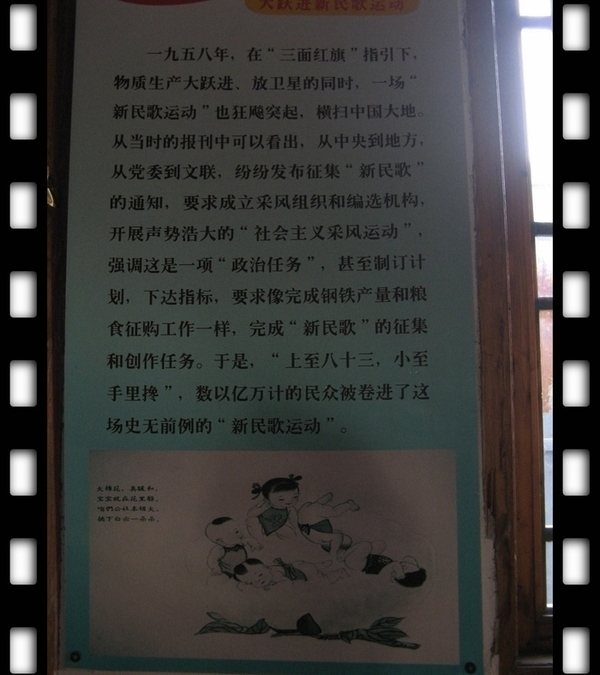 大跃进新民歌运动
一九五八年，在“三面红旗”指引下，
物质生产大跃进、放卫星的同时，一场“
新民歌运动”也狂飚突起，横扫中国大地。
从当时的报刊中可以看出，从中央到地方，
从党委到文联，纷纷发布征集“新民歌”
的通知，要求成立采风组织和编选机构，
开展声势浩大的“社会主义采风运动”，
强调这是一项“政治任务”，甚至制订计
划，下达指标，要求像完成钢铁产量和粮
食征购工作一样，完成“新民歌”的征集
和创作任务。于是，“上至八十三，小至
手里搀”，数以亿万计的民众被卷进了这
场史无前例的“新民歌运动”。